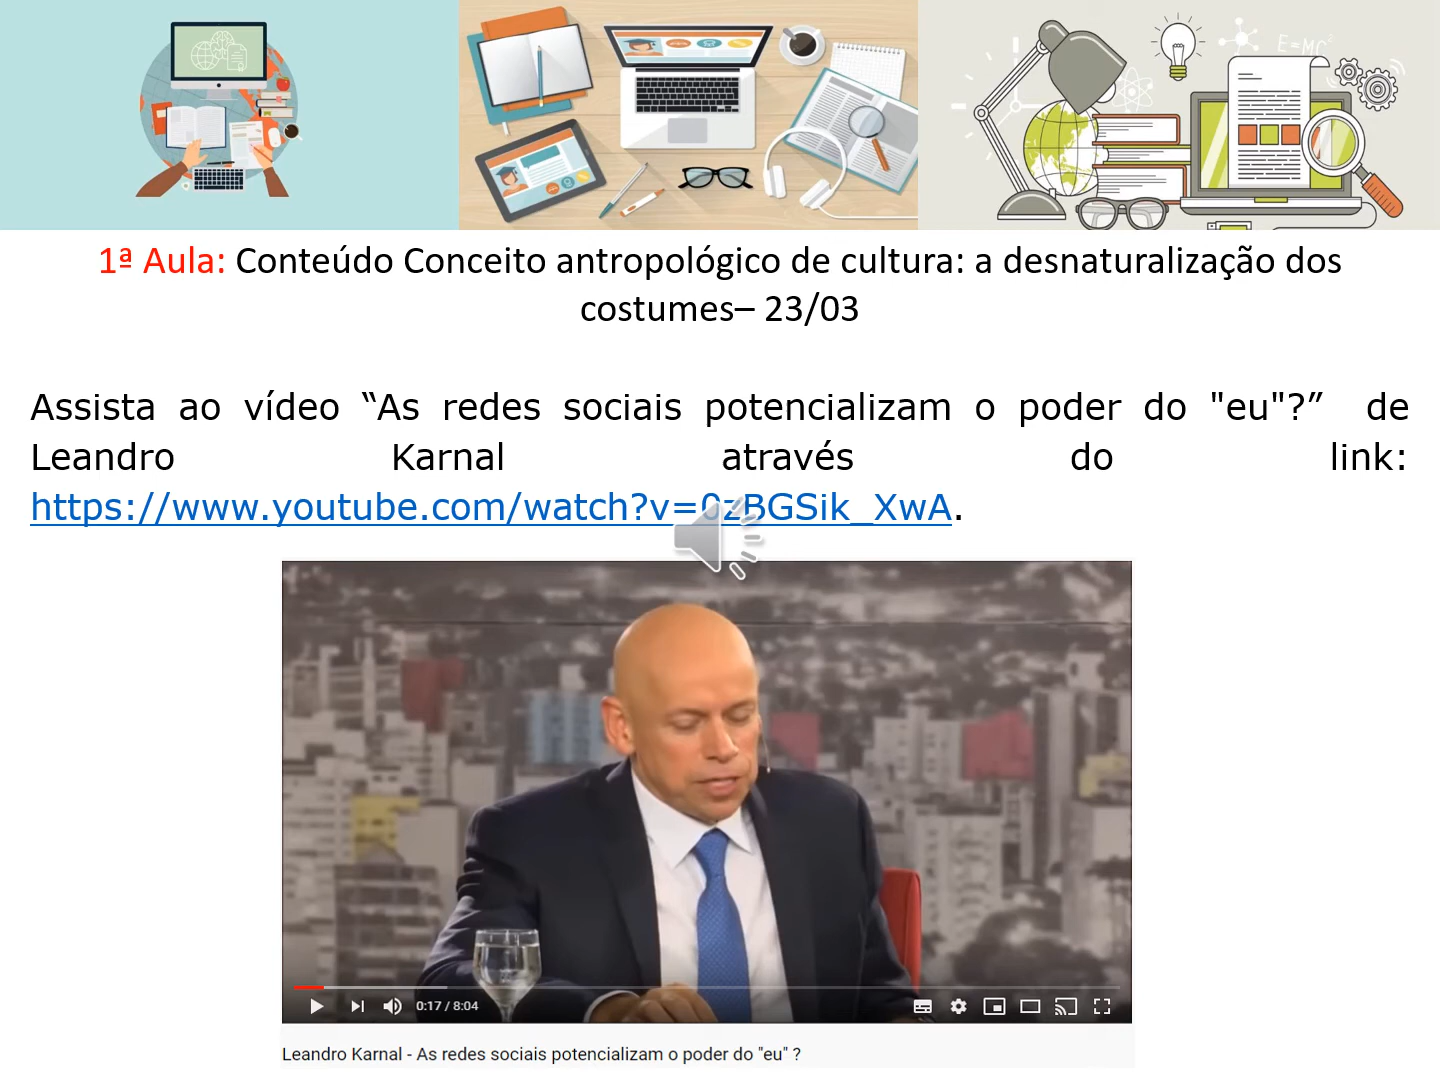 E=MC²
1ª Aula: Conteúdo Conceito antropológico de cultura: a desnaturalização dos
costumes– 23/03
Assista ao vídeo “As redes sociais potencializam o poder do "eu"?” de
Leandro Karnal através do link:
https://www.youtube.com/watch?v=0zBGSik_XwA.
0:17 / 8:04
Leandro Karnal - As redes sociais potencializam o poder do "eu" ?